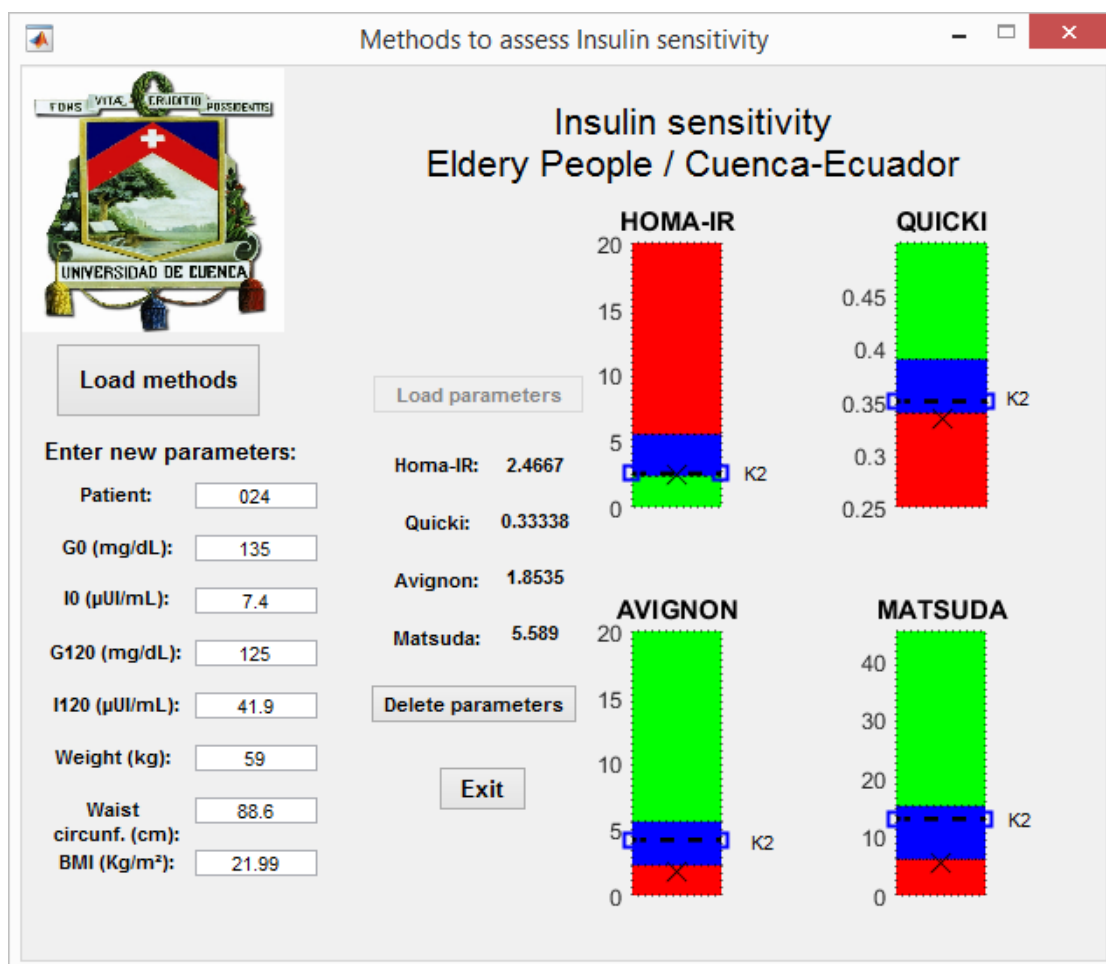 Methods to assess Insulin sensitivity
FONS VITÆ ERUDITIO POSSIDENTIS
UNIVERSIDAD DE CUENCA
Insulin sensitivity
Eldery People / Cuenca-Ecuador
Load methods
Enter new parameters:
Patient: 024
G0 (mg/dL): 135
I0 (µUI/mL): 7.4
G120 (mg/dL): 125
I120 (µUI/mL): 41.9
Weight (kg): 59
Waist
circunf. (cm): 88.6
BMI (Kg/m²): 21.99
Load parameters
Homa-IR: 2.4667
Quicki: 0.33338
Avignon: 1.8535
Matsuda: 5.589
Delete parameters
Exit
HOMA-IR
20
15
10
5
0
K2
QUICKI
0.45
0.4
0.35
0.3
0.25
K2
AVIGNON
20
15
10
5
0
K2
MATSUDA
40
30
20
10
0
K2